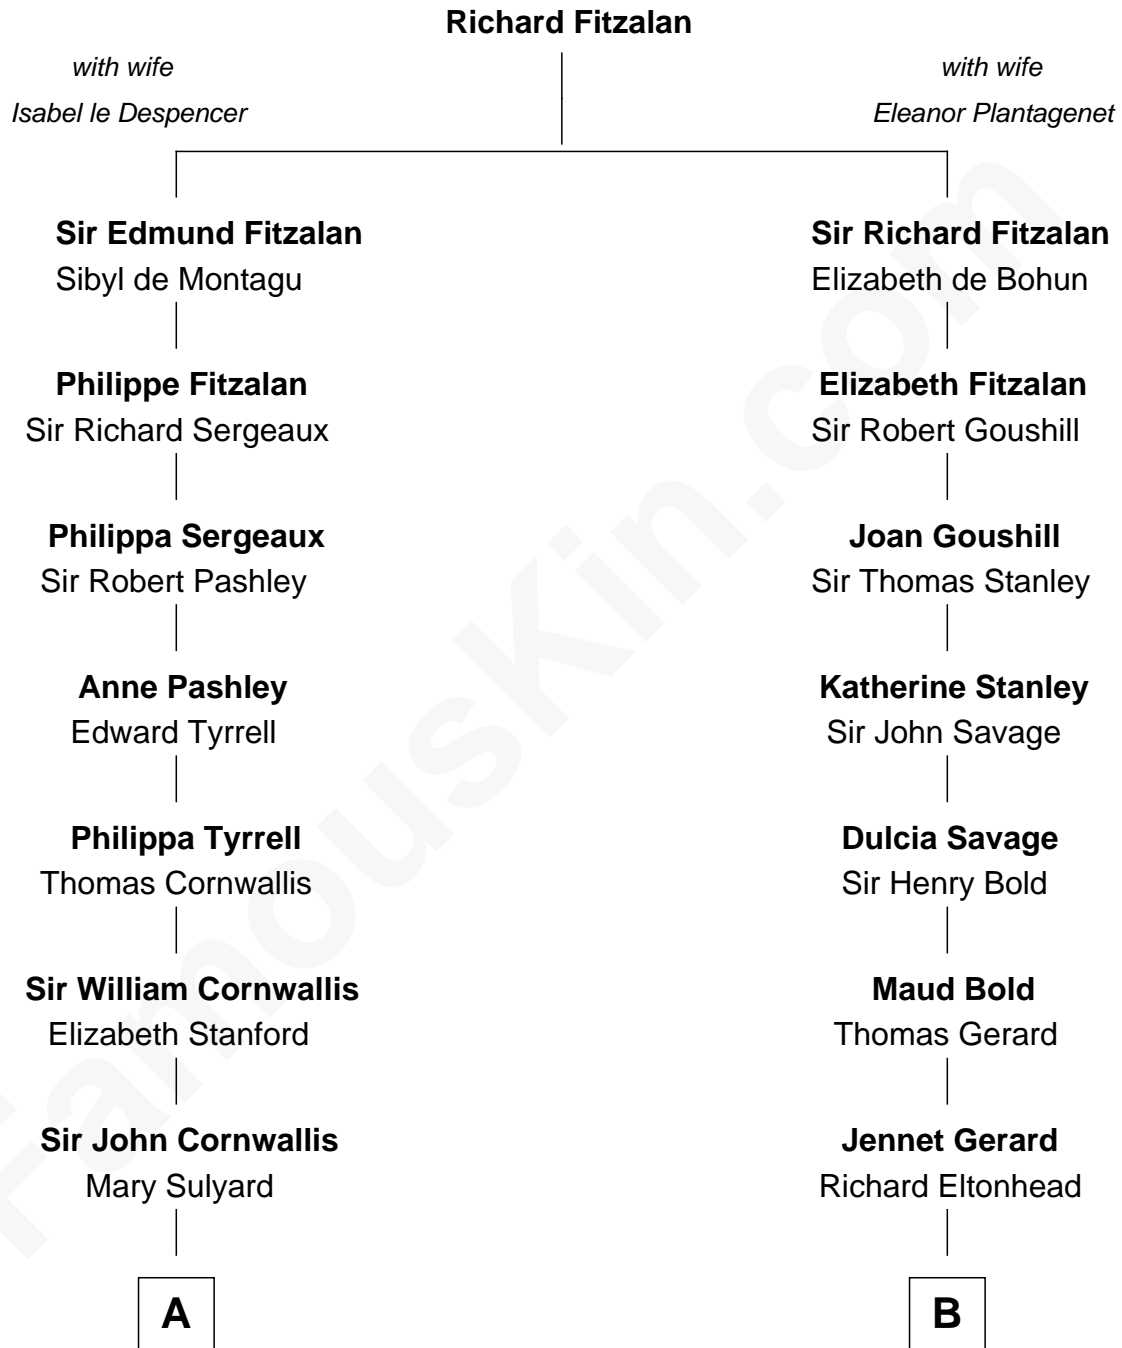 Richard Fitzalan
with wife
Isabel le Despencer
with wife
Eleanor Plantagenet
Sir Edmund Fitzalan
Sibyl de Montagu
Sir Richard Fitzalan
Elizabeth de Bohun
Philippe Fitzalan
Sir Richard Sergeaux
Elizabeth Fitzalan
Sir Robert Goushill
Philippa Sergeaux
Sir Robert Pashley
Joan Goushill
Sir Thomas Stanley
Anne Pashley
Edward Tyrrell
Katherine Stanley
Sir John Savage
Philippa Tyrrell
Thomas Cornwallis
Dulcia Savage
Sir Henry Bold
Sir William Cornwallis
Elizabeth Stanford
Maud Bold
Thomas Gerard
Sir John Cornwallis
Mary Sulyard
Jennet Gerard
Richard Eltonhead
A
B
FamousKin.com